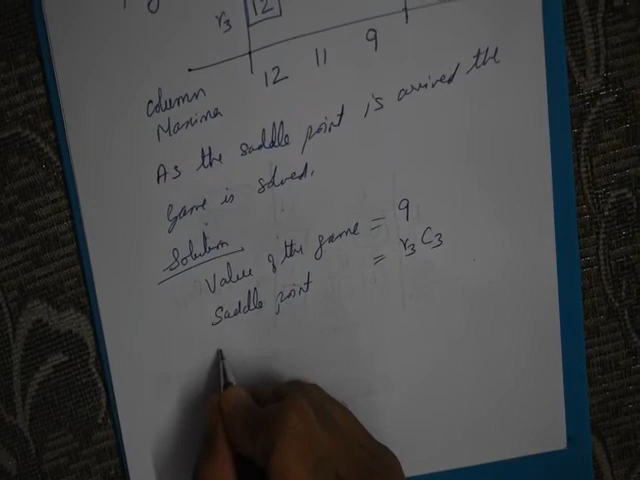 r3 12
12 11 9
Column
Maxima
As the saddle point is arrived the
game is solved.
Solution
Value of the game = 9
Saddle point = r3 C3